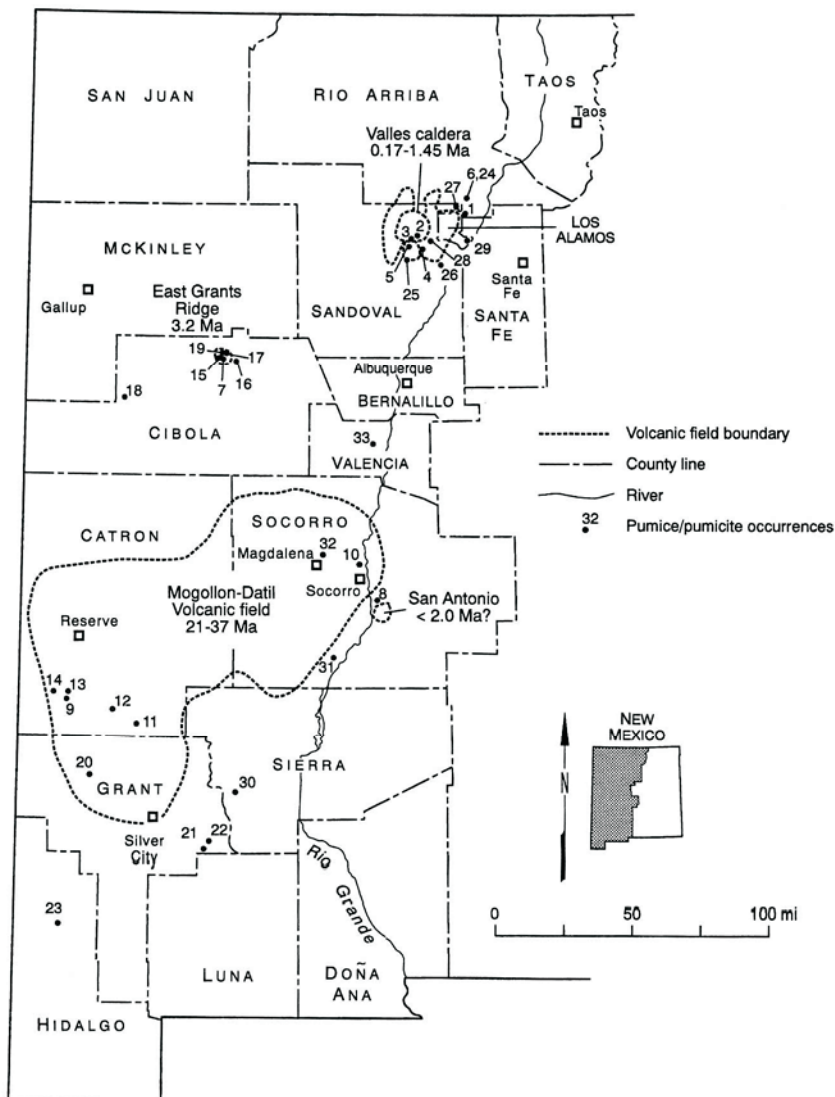 SAN JUAN
RIO ARRIBA
TAOS
Taos
Valles caldera
0.17-1.45 Ma
6,24
27
1
LOS
ALAMOS
3
2
29
5
4
28
25
26
MCKINLEY
Gallup
East Grants
Ridge
3.2 Ma
SANDOVAL
Santa
Fe
SANTA
FE
19
17
15
7
16
18
Albuquerque
BERNALILLO
CIBOLA
33
VALENCIA
Volcanic field boundary
County line
River
32
Pumice/pumicite occurrences
CATRON
SOCORRO
32
Magdalena
10
Socorro
8
San Antonio
< 2.0 Ma?
Mogollon-Datil
Volcanic field
21-37 Ma
Reserve
31
14
13
9
12
11
NEW
MEXICO
N
SIERRA
20
GRANT
30
Silver
City
21
22
Rio Grande
23
0
50
100 mi
LUNA
DOÑA
ANA
HIDALGO